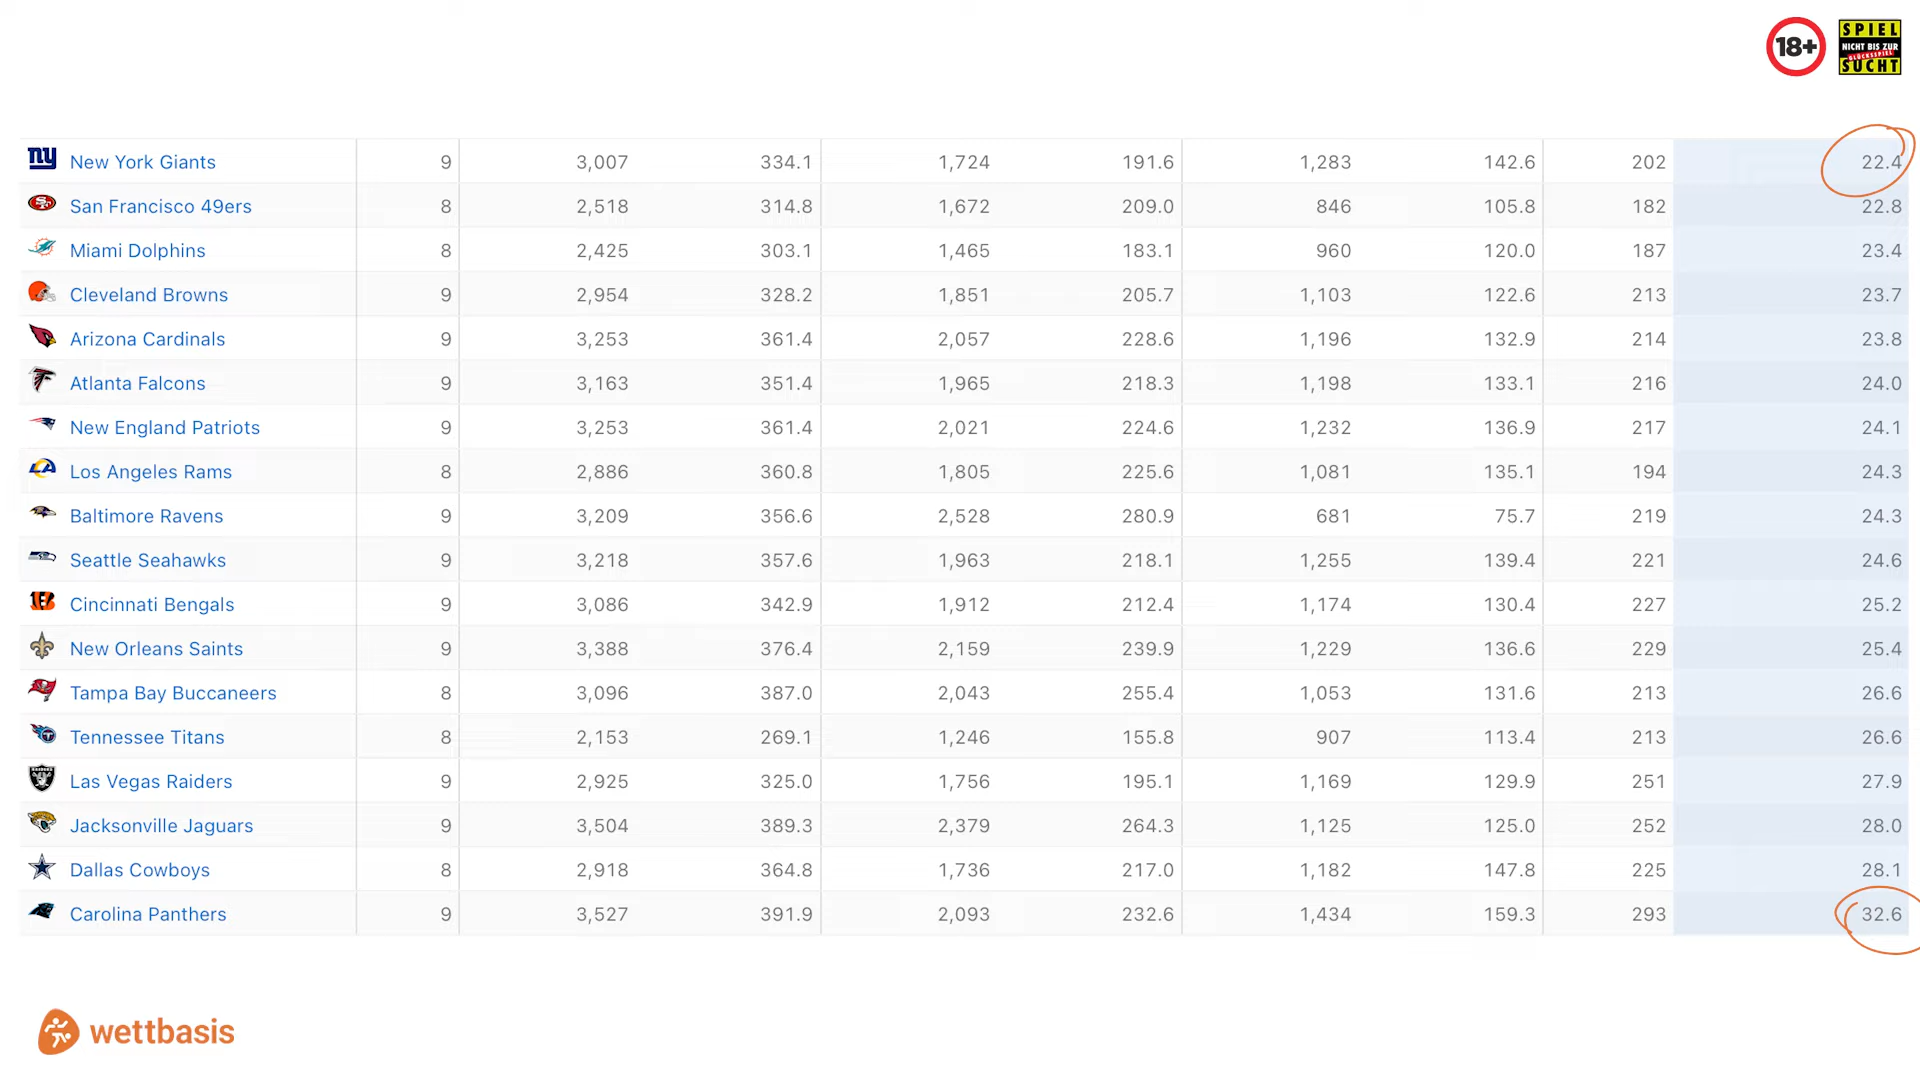 18+
SPIEL
NICHT BIS ZUR
GLÜCKSSPIEL
SUCHT
New York Giants 9 3,007 334.1 1,724 191.6 1,283 142.6 202 22.4
San Francisco 49ers 8 2,518 314.8 1,672 209.0 846 105.8 182 22.8
Miami Dolphins 8 2,425 303.1 1,465 183.1 960 120.0 187 23.4
Cleveland Browns 9 2,954 328.2 1,851 205.7 1,103 122.6 213 23.7
Arizona Cardinals 9 3,253 361.4 2,057 228.6 1,196 132.9 214 23.8
Atlanta Falcons 9 3,163 351.4 1,965 218.3 1,198 133.1 216 24.0
New England Patriots 9 3,253 361.4 2,021 224.6 1,232 136.9 217 24.1
Los Angeles Rams 8 2,886 360.8 1,805 225.6 1,081 135.1 194 24.3
Baltimore Ravens 9 3,209 356.6 2,528 280.9 681 75.7 219 24.3
Seattle Seahawks 9 3,218 357.6 1,963 218.1 1,255 139.4 221 24.6
Cincinnati Bengals 9 3,086 342.9 1,912 212.4 1,174 130.4 227 25.2
New Orleans Saints 9 3,388 376.4 2,159 239.9 1,229 136.6 229 25.4
Tampa Bay Buccaneers 8 3,096 387.0 2,043 255.4 1,053 131.6 213 26.6
Tennessee Titans 8 2,153 269.1 1,246 155.8 907 113.4 213 26.6
Las Vegas Raiders 9 2,925 325.0 1,756 195.1 1,169 129.9 251 27.9
Jacksonville Jaguars 9 3,504 389.3 2,379 264.3 1,125 125.0 252 28.0
Dallas Cowboys 8 2,918 364.8 1,736 217.0 1,182 147.8 225 28.1
Carolina Panthers 9 3,527 391.9 2,093 232.6 1,434 159.3 293 32.6
wettbasis